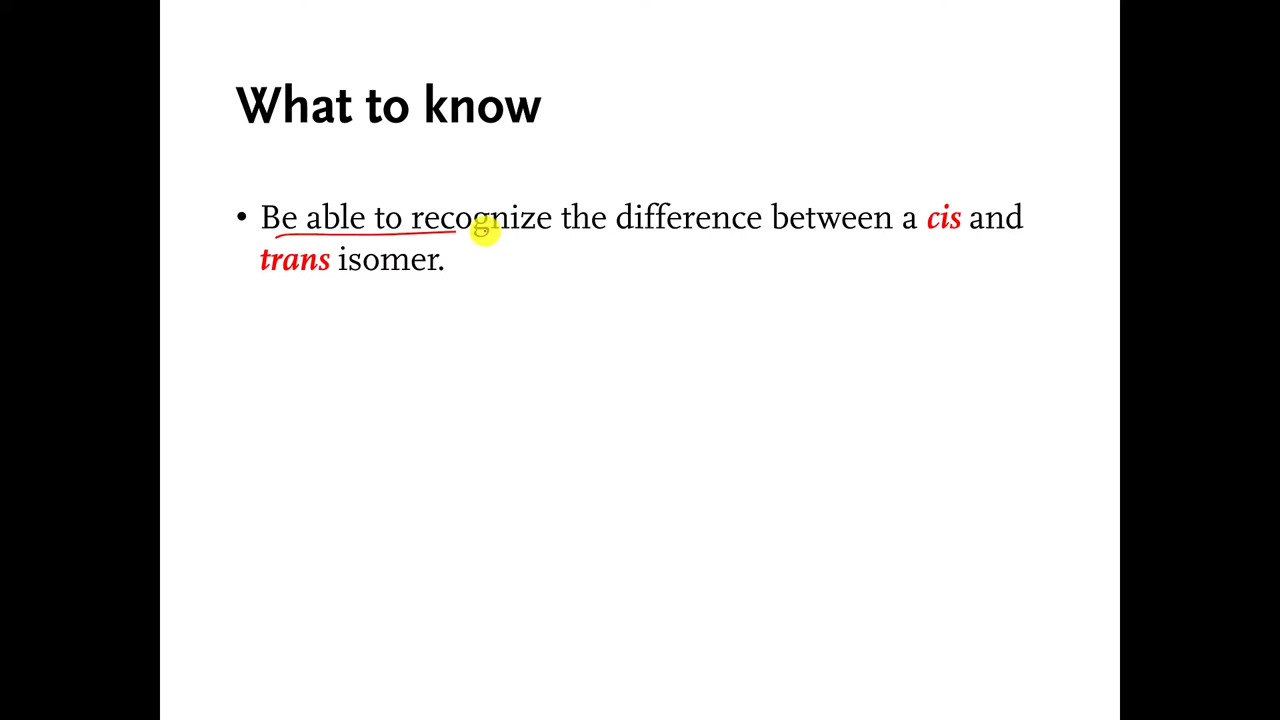 What to know
• Be able to recognize the difference between a cis and
trans isomer.